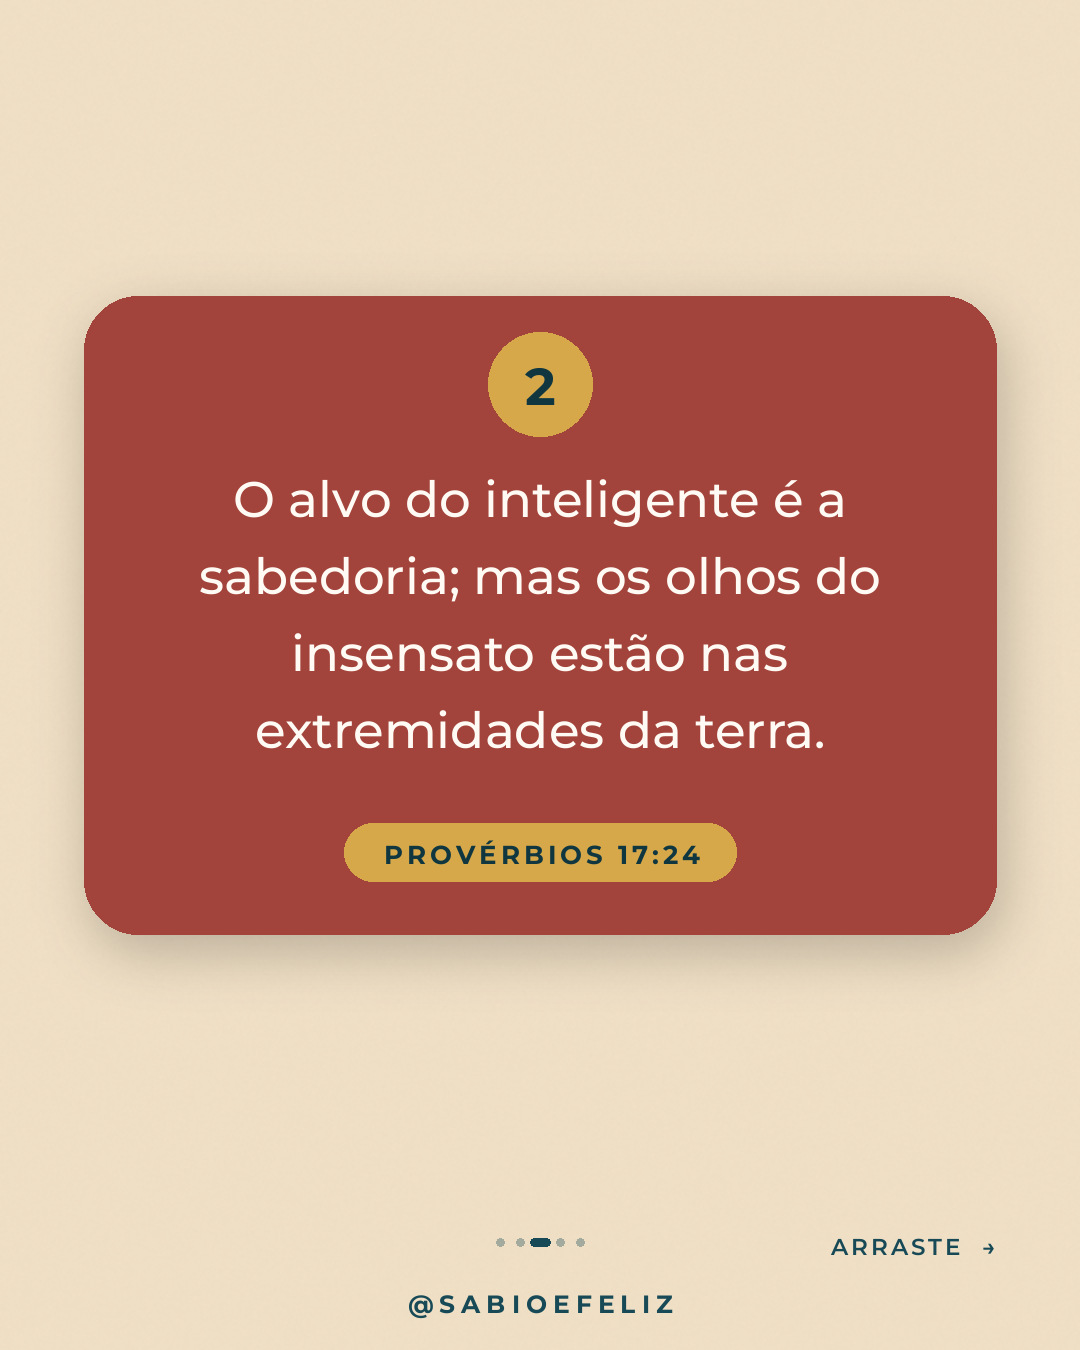 2
O alvo do inteligente é a
sabedoria; mas os olhos do
insensato estão nas
extremidades da terra.
PROVÉRBIOS 17:24
ARRASTE →
@SABIOEFELIZ